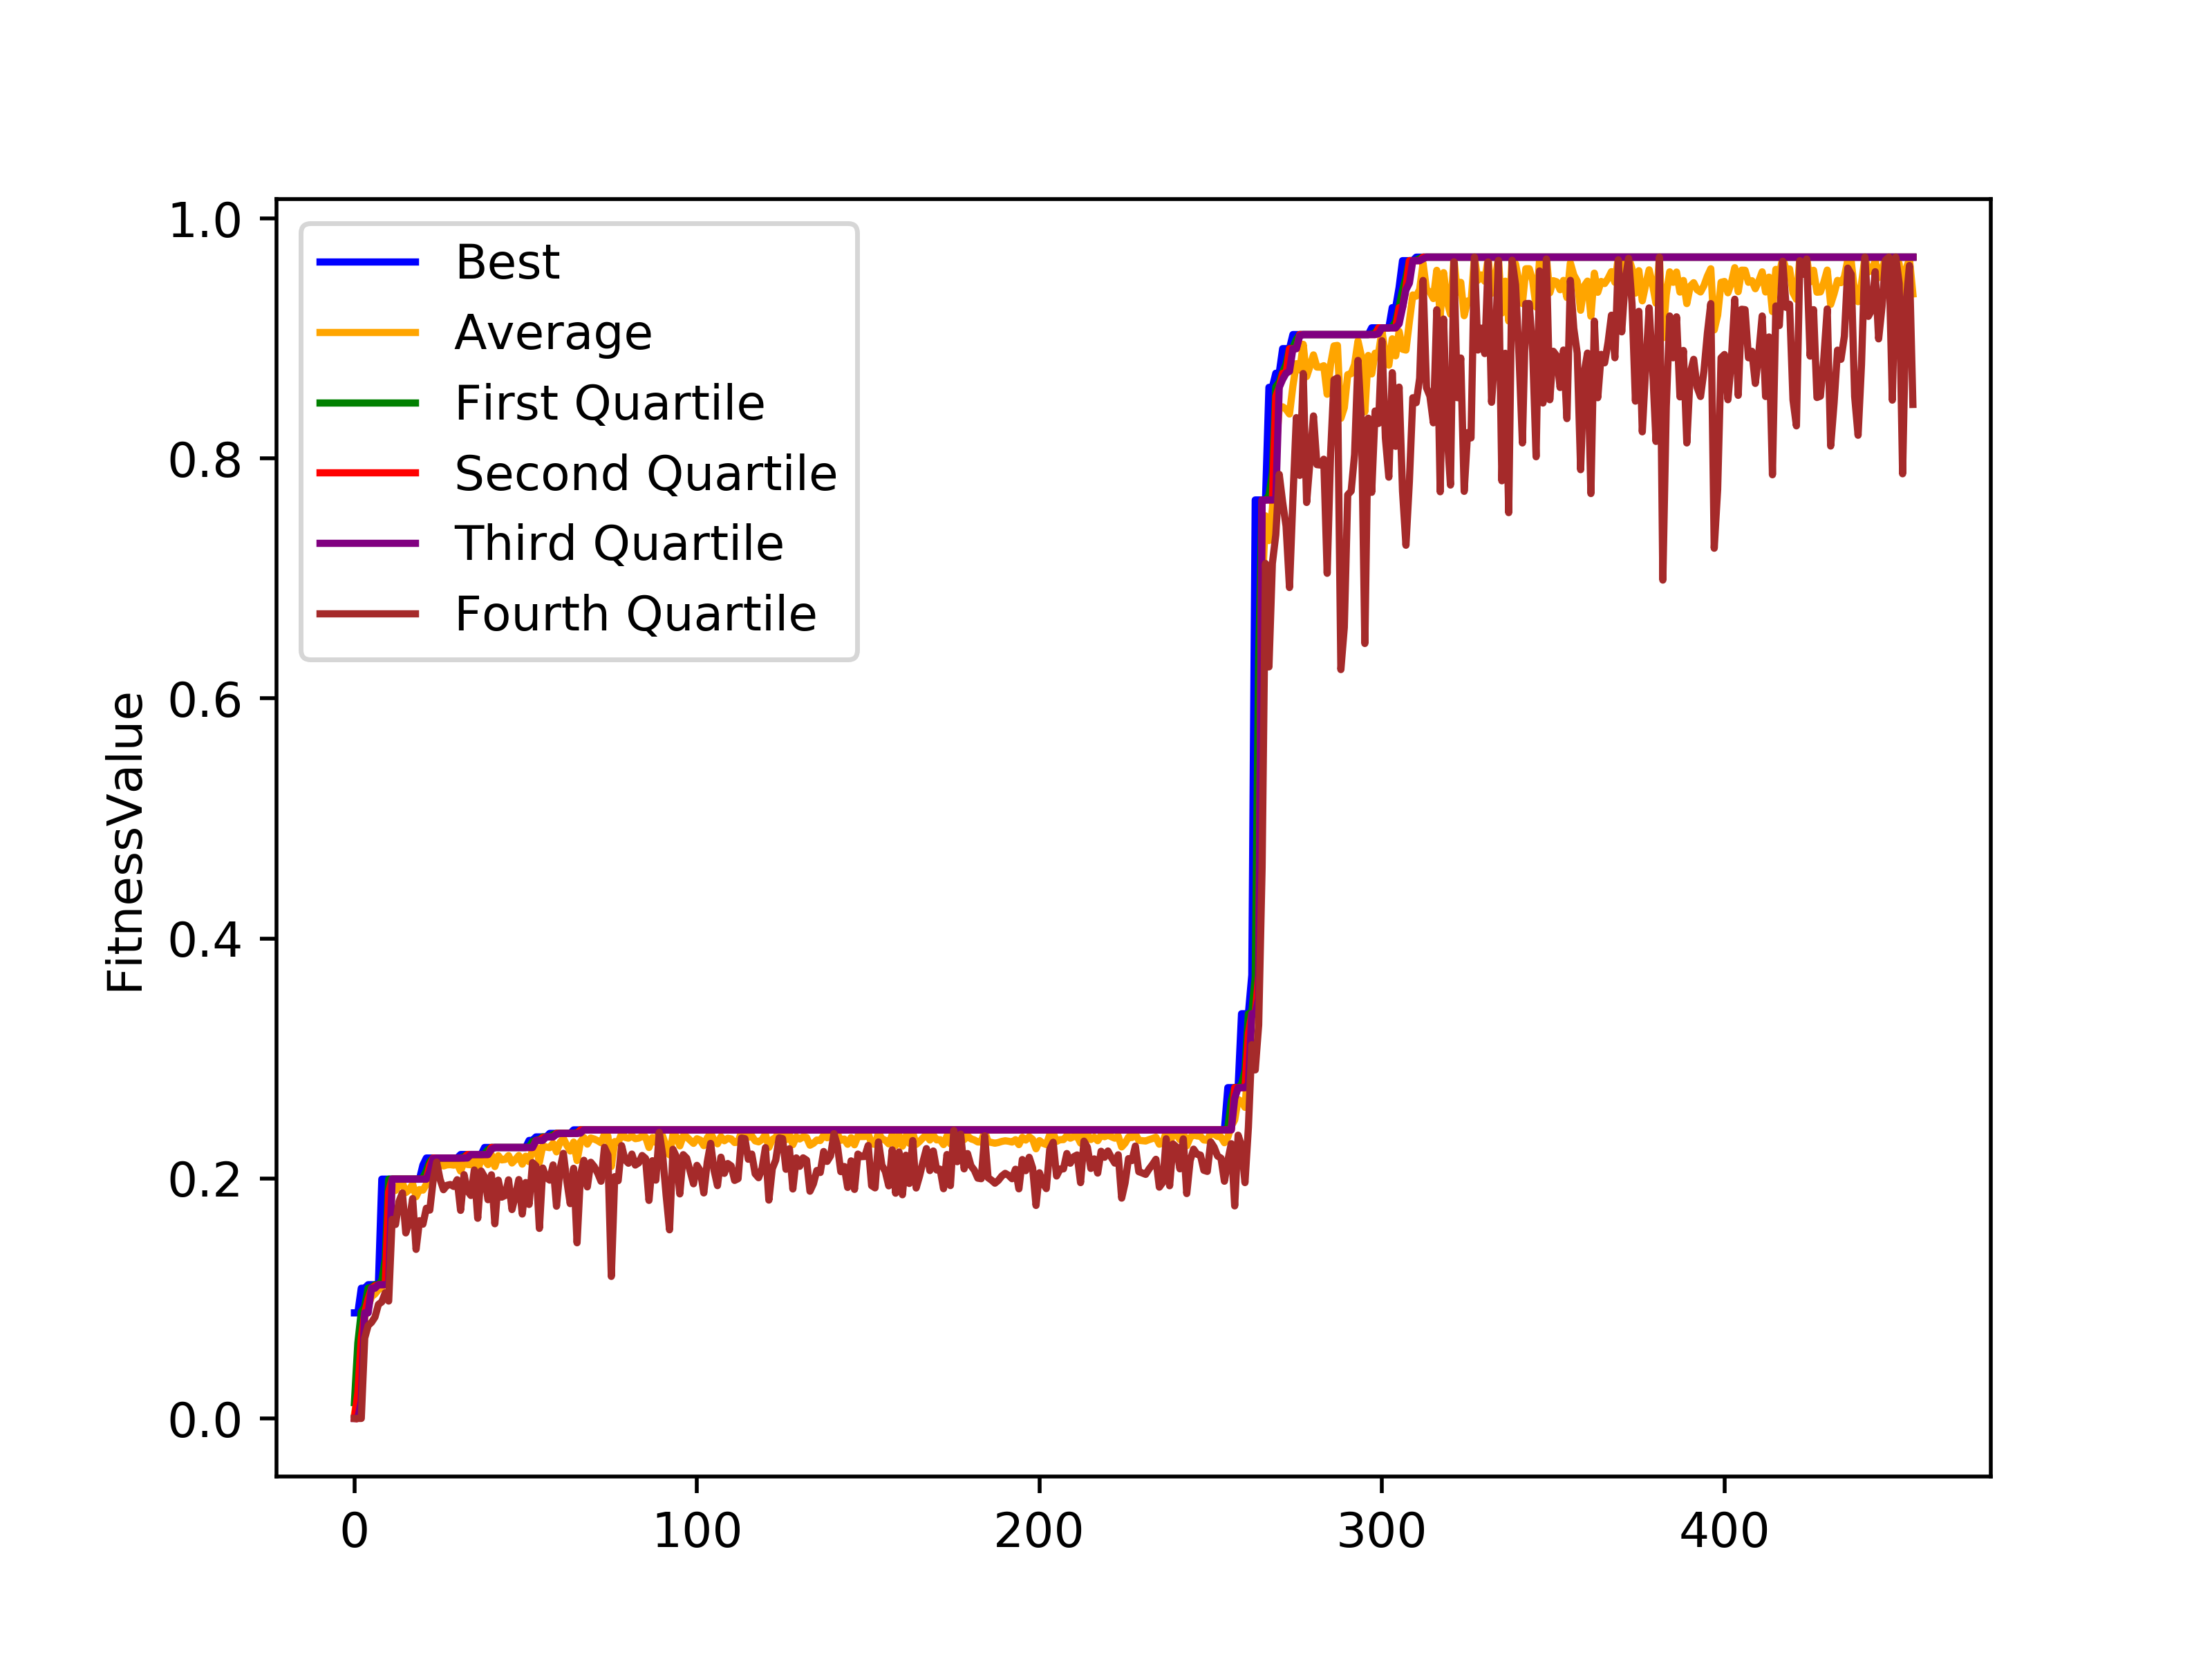 1.0
0.8
0.6
0.4
0.2
0.0
FitnessValue
Best
Average
First Quartile
Second Quartile
Third Quartile
Fourth Quartile
0 100 200 300 400